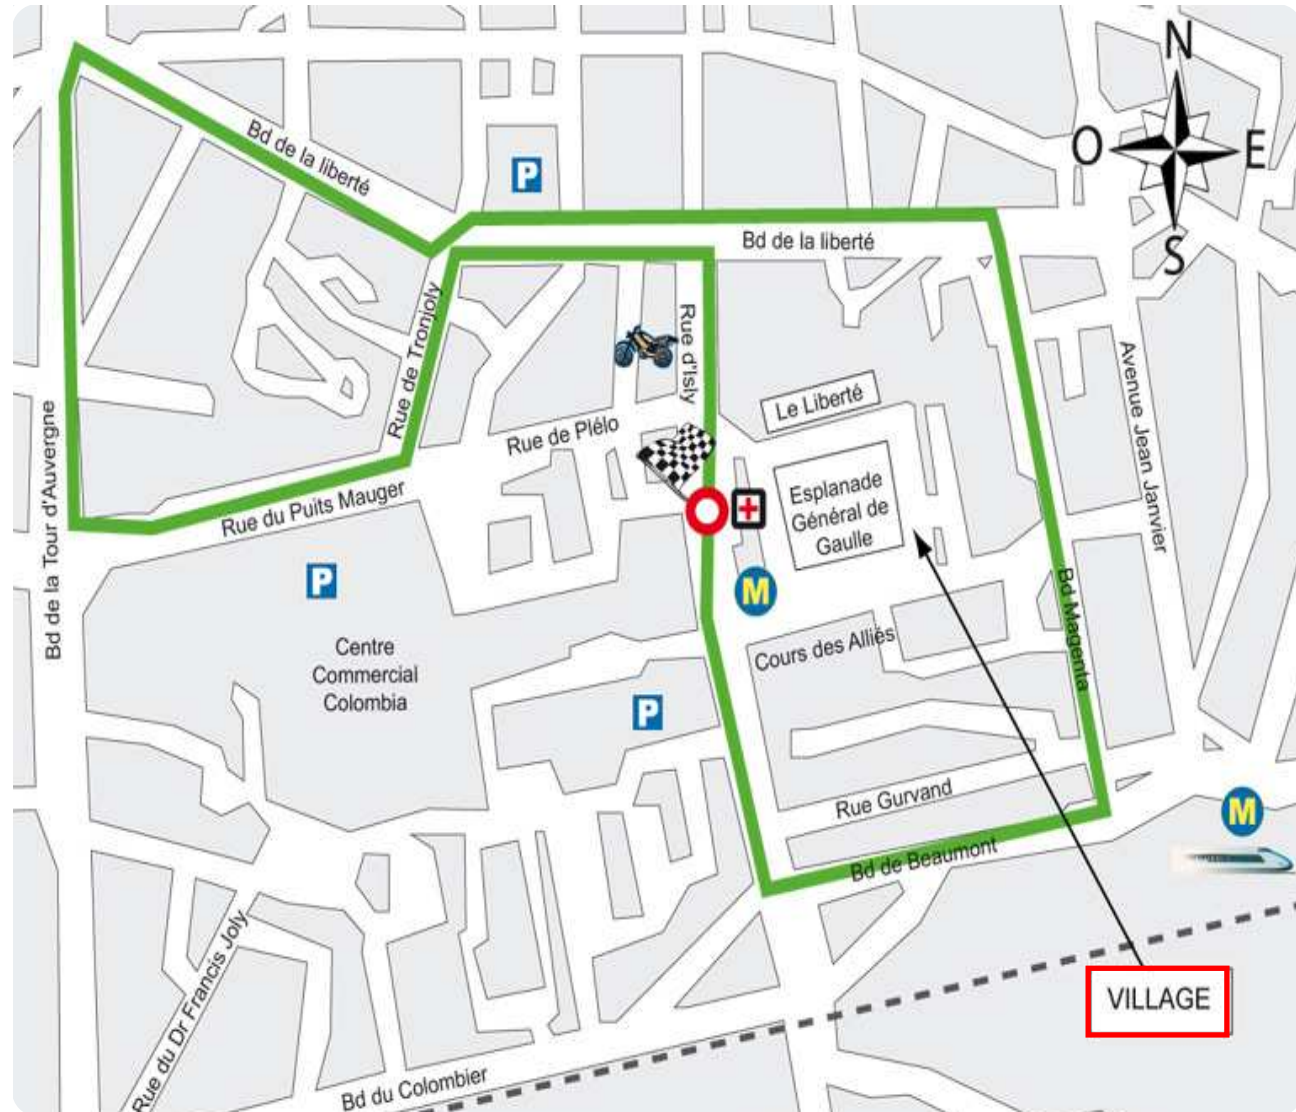 N
O
E
S
Bd de la liberté
P
Bd de la liberté
Rue de Tronjoly
Rue d'Isly
Avenue Jean Janvier
Le Liberté
Bd de la Tour d'Auvergne
Rue de Plélo
Esplanade
Général de
Gaulle
Rue du Puits Mauger
P
M
Bd Magenta
Centre
Commercial
Colombia
Cours des Alliés
P
Rue Gurvand
M
Bd de Beaumont
Rue du Dr Francis Joly
VILLAGE
Bd du Colombier